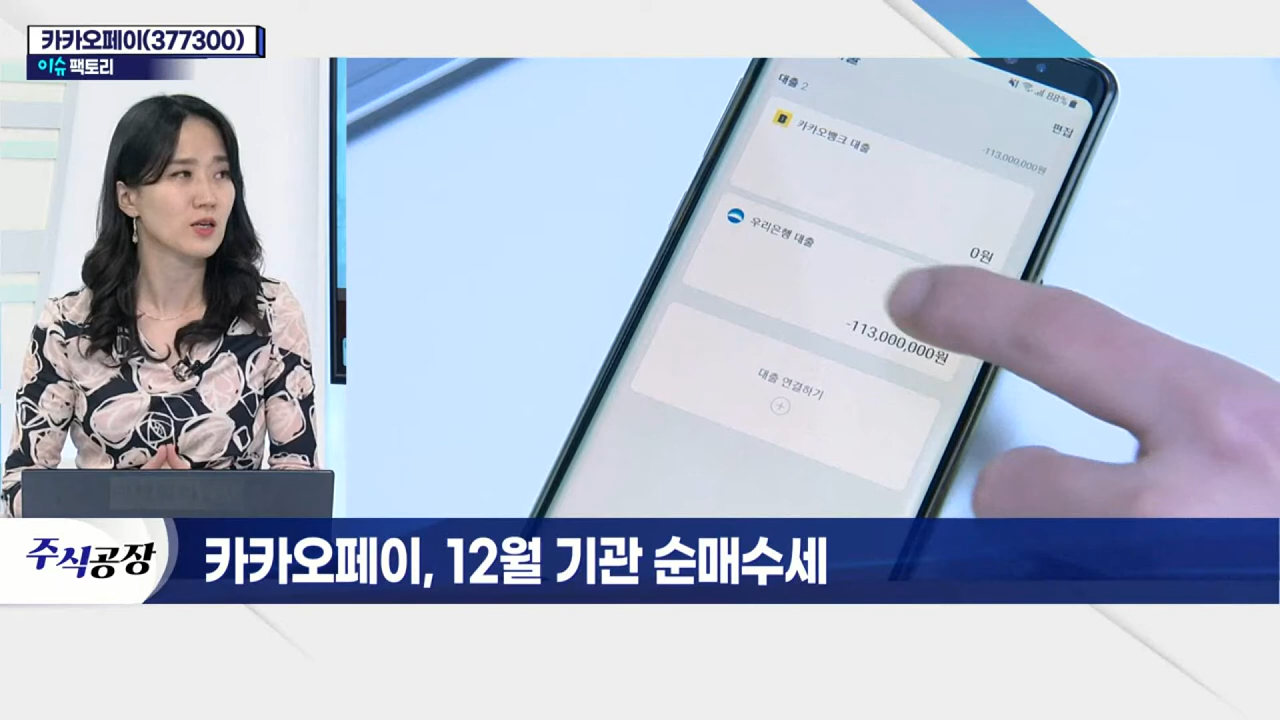 카카오페이(377300)
이슈 팩토리
88%
대출 2
편집
카카오뱅크 대출
-113,000,000원
0원
우리은행 대출
-113,000,000원
대출 연결하기
주식공장
카카오페이, 12월 기관 순매수세